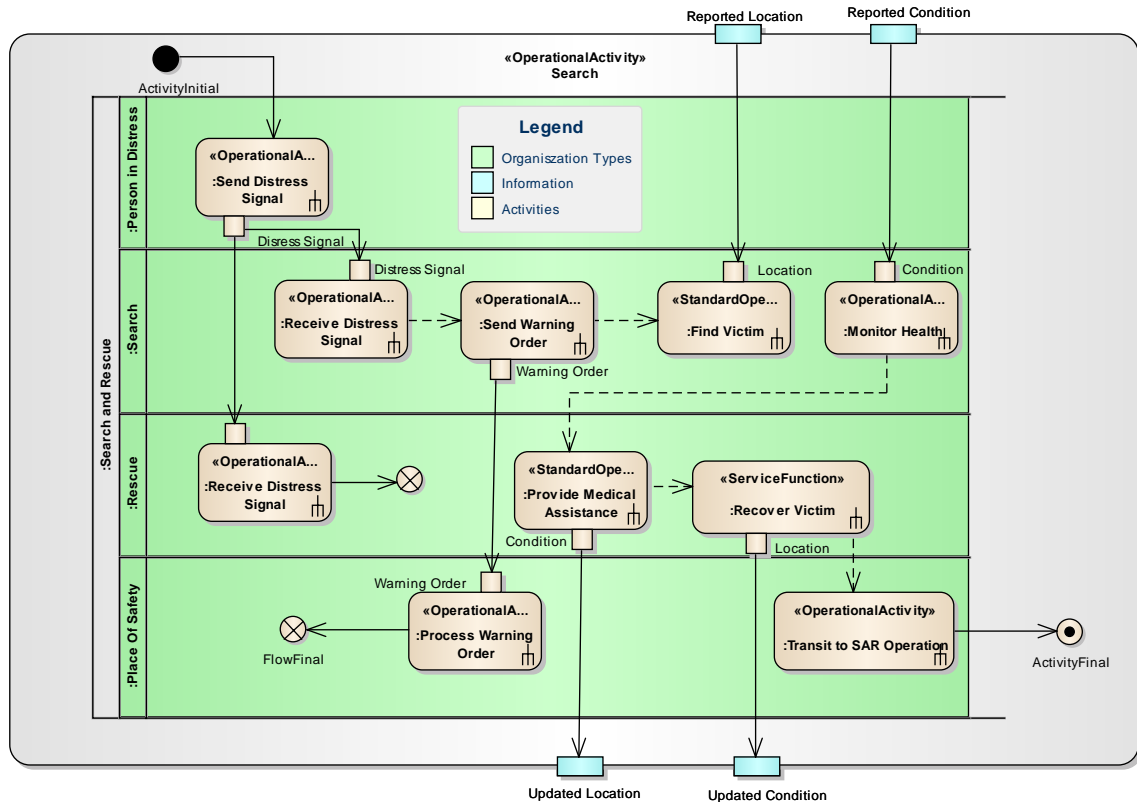 Reported Location
Reported Condition
«OperationalActivity»
Search
ActivityInitial
:Search and Rescue
:Person in Distress
«OperationalA...
:Send Distress
Signal
Legend
Organiszation Types
Information
Activities
Disress Signal
:Search
Distress Signal
Location
Condition
«OperationalA...
:Receive Distress
Signal
«OperationalA...
:Send Warning
Order
«StandardOpe...
:Find Victim
«OperationalA...
:Monitor Health
Warning Order
:Rescue
«OperationalA...
:Receive Distress
Signal
«StandardOpe...
:Provide Medical
Assistance
«ServiceFunction»
:Recover Victim
Condition
Location
:Place Of Safety
Warning Order
«OperationalA...
:Process Warning
Order
FlowFinal
«OperationalActivity»
:Transit to SAR Operation
ActivityFinal
Updated Location
Updated Condition